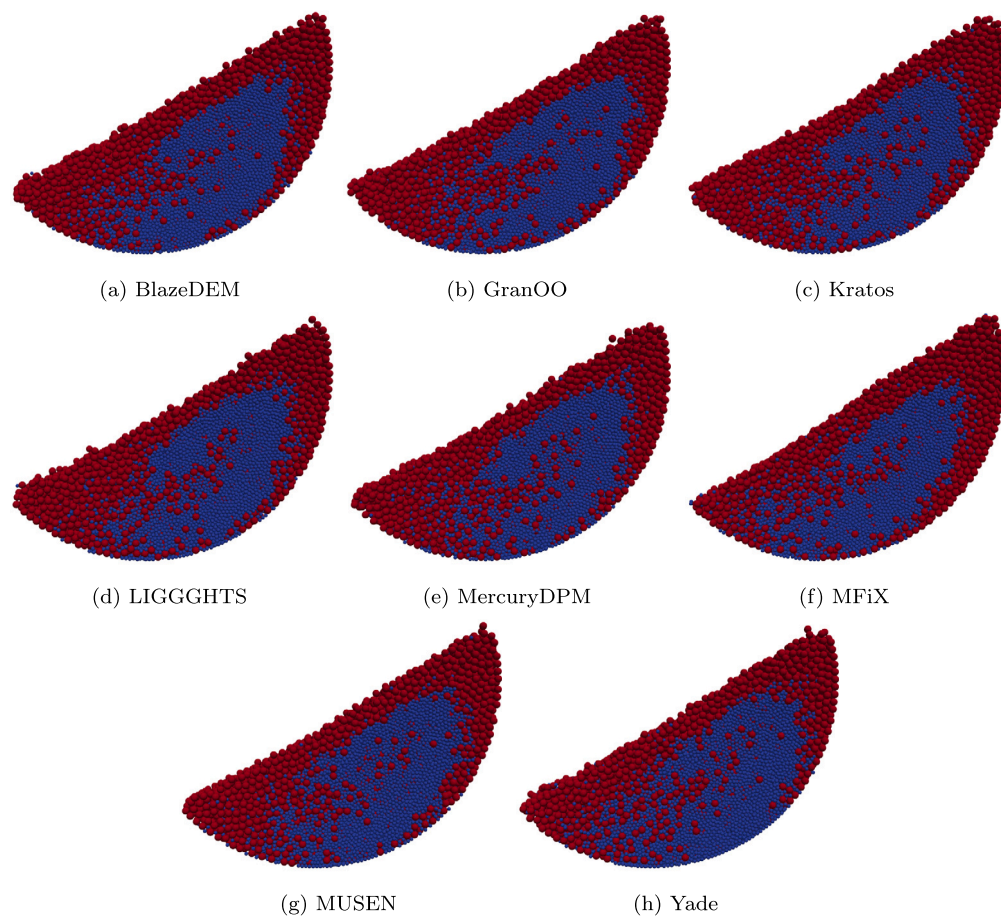 (a) BlazeDEM
(b) GranOO
(c) Kratos
(d) LIGGGHTS
(e) MercuryDPM
(f) MFiX
(g) MUSEN
(h) Yade